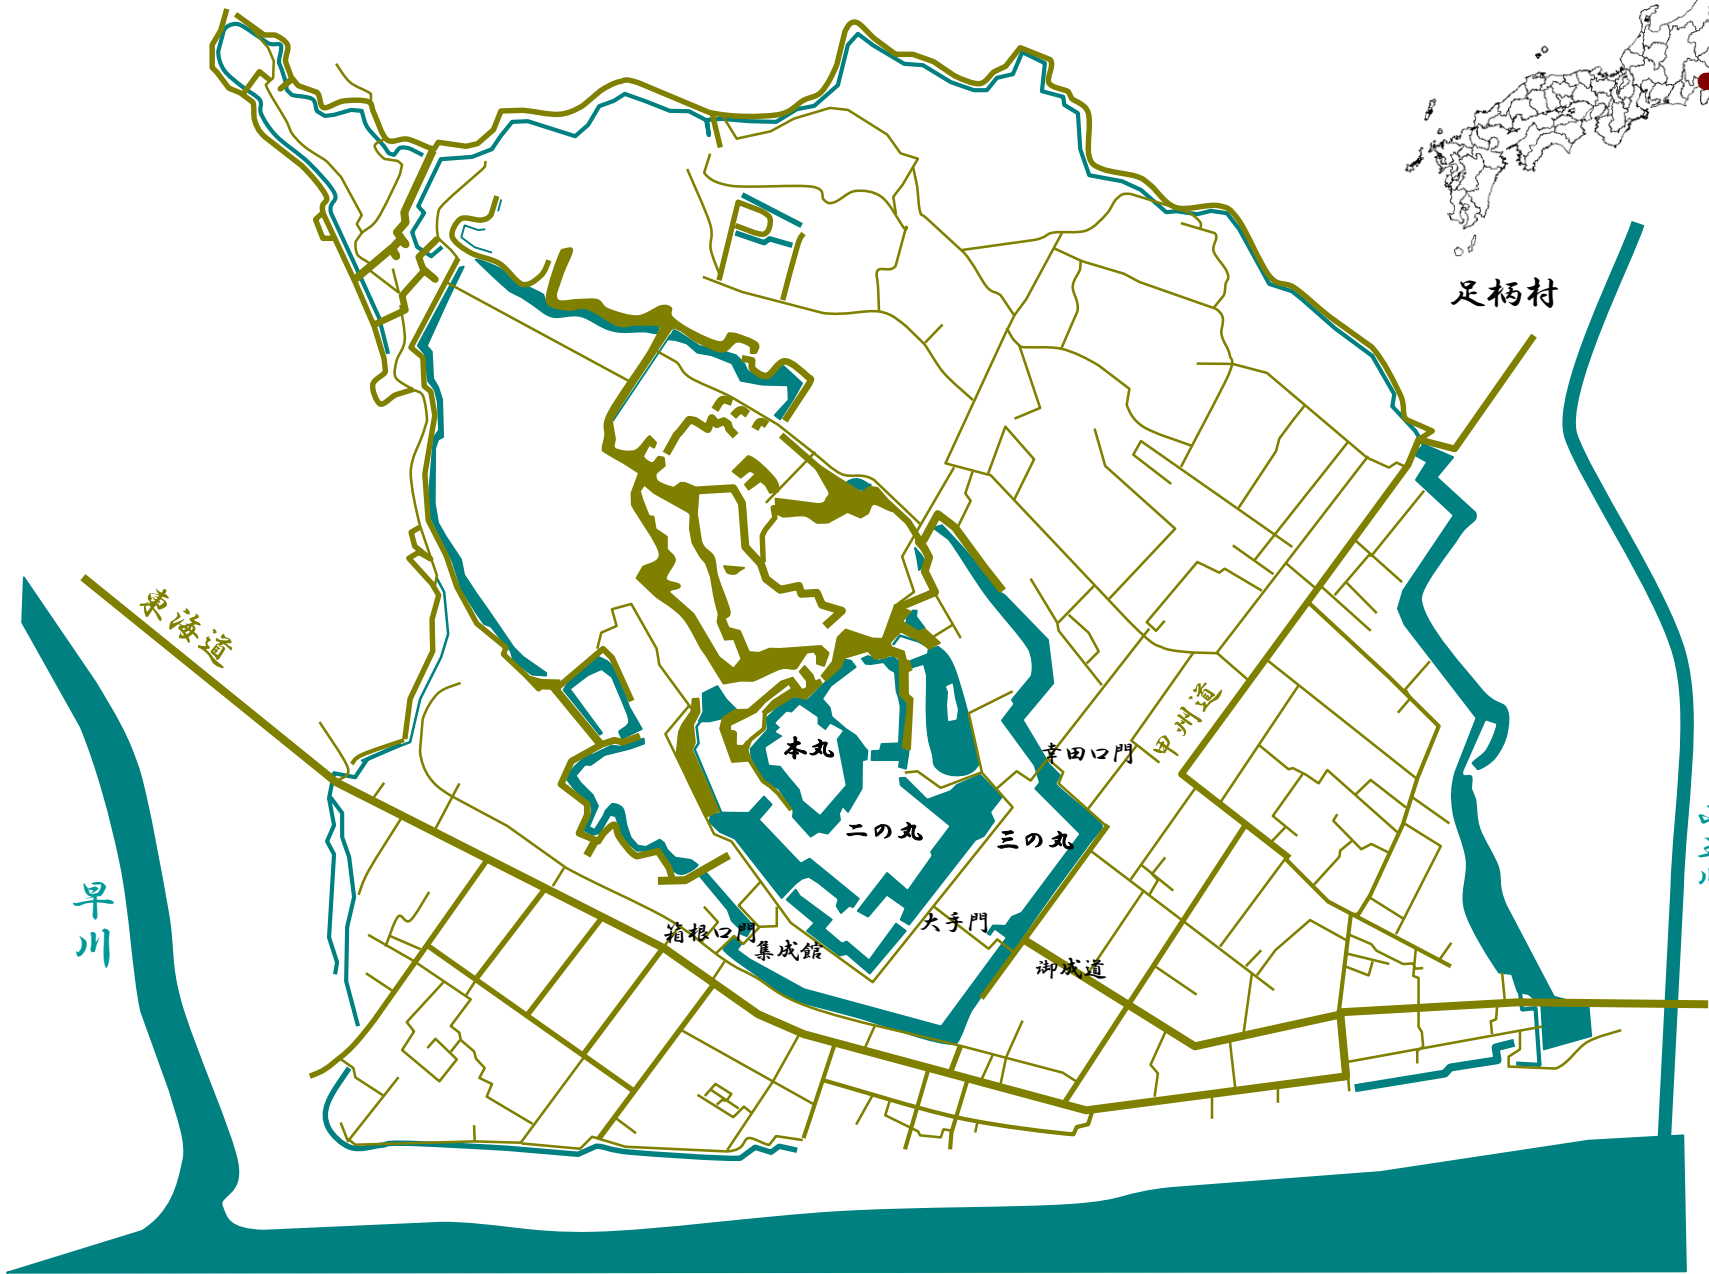 足柄村
東海道
甲州道
幸田口門
本丸
二の丸
三の丸
早川
大手門
箱根口門
集成館
御成道